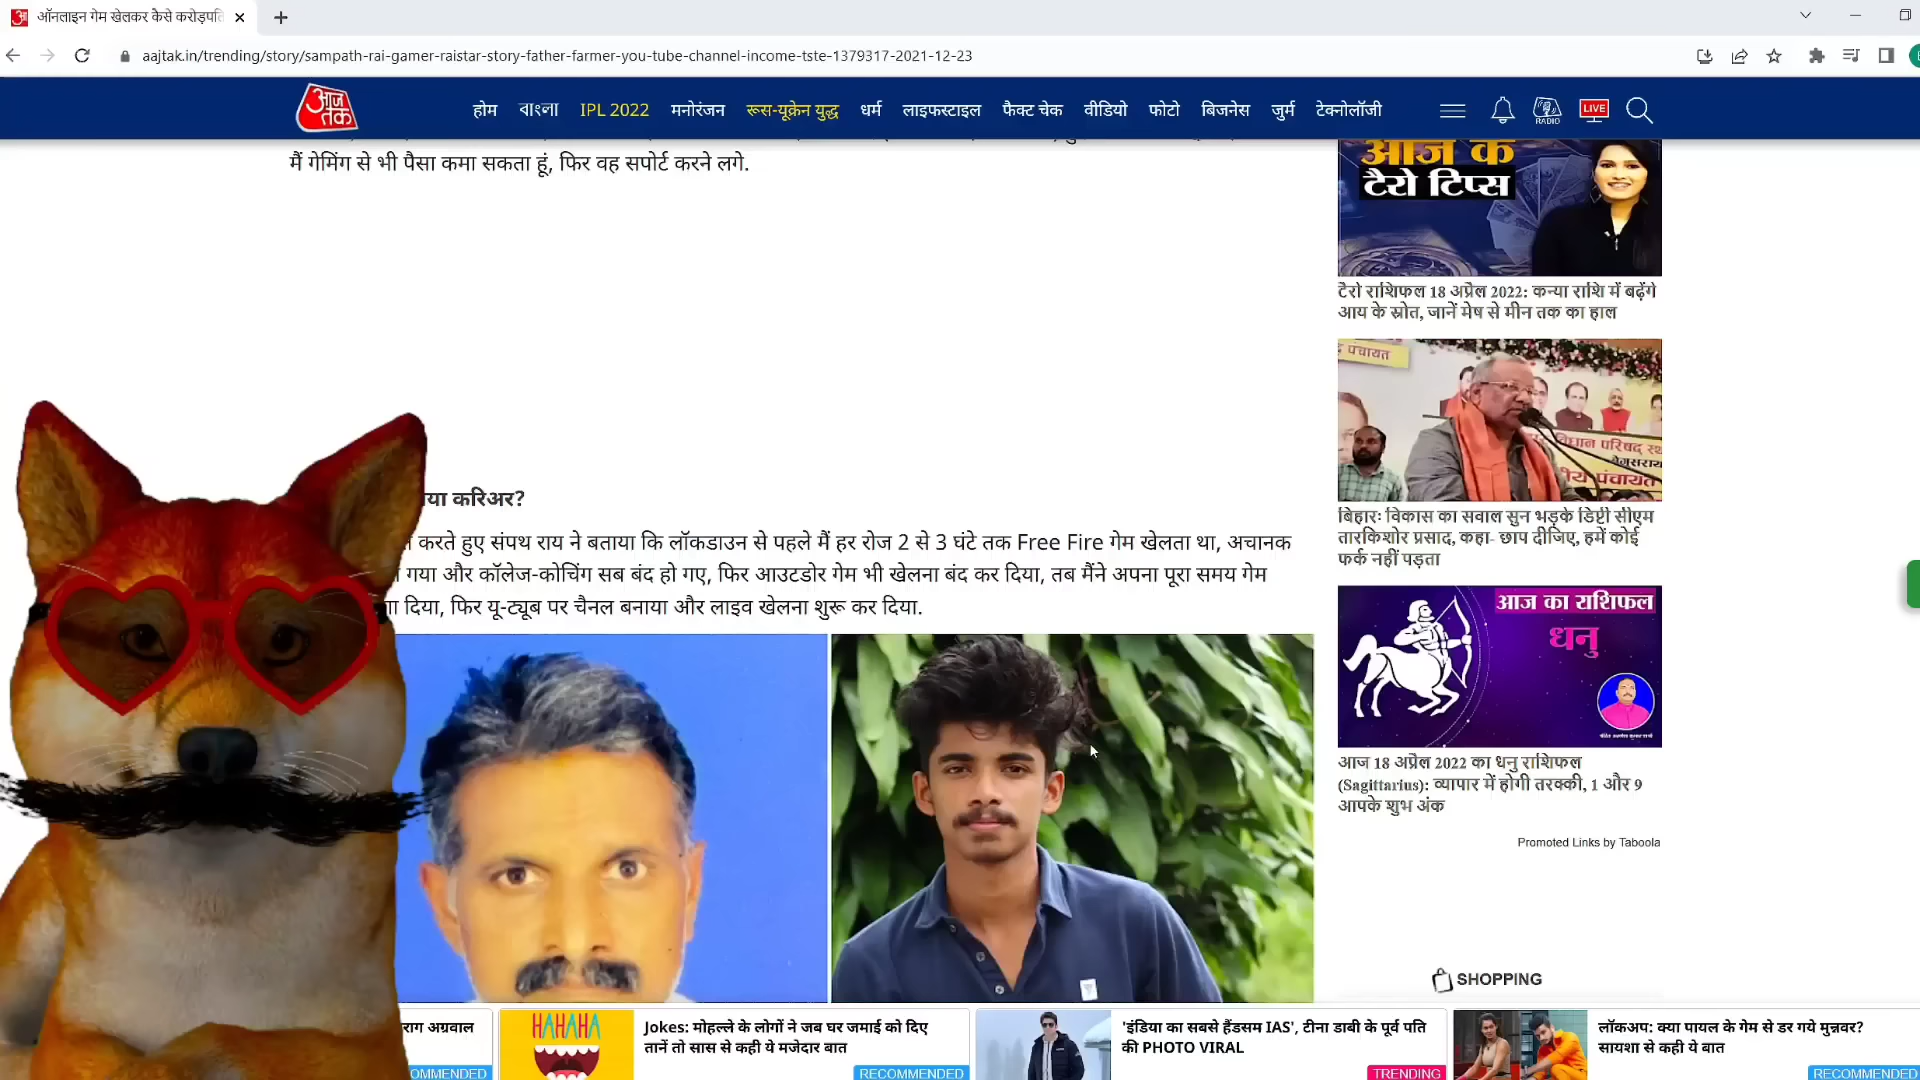 ऑनलाइन गेम खेलकर कैसे करोड़पति
aajtak.in/trending/story/sampath-rai-gamer-raistar-story-father-farmer-you-tube-channel-income-tste-1379317-2021-12-23
आज तक
होम বাংলা IPL 2022 मनोरंजन रूस-यूक्रेन युद्ध धर्म लाइफस्टाइल फैक्ट चेक वीडियो फोटो बिजनेस जुर्म टेक्नोलॉजी
RADIO
LIVE
मैं गेमिंग से भी पैसा कमा सकता हूं, फिर वह सपोर्ट करने लगे.
करिअर?
करते हुए संपथ राय ने बताया कि लॉकडाउन से पहले मैं हर रोज 2 से 3 घंटे तक Free Fire गेम खेलता था, अचानक
गया और कॉलेज-कोचिंग सब बंद हो गए, फिर आउटडोर गेम भी खेलना बंद कर दिया, तब मैंने अपना पूरा समय गेम
दिया, फिर यू-ट्यूब पर चैनल बनाया और लाइव खेलना शुरू कर दिया.
आज के
टैरो टिप्स
टैरो राशिफल 18 अप्रैल 2022: कन्या राशि में बढ़ेंगे
आय के स्रोत, जानें मेष से मीन तक का हाल
पंचायत
विधान परिषद
पंचायत
बिहारः विकास का सवाल सुन भड़के डिप्टी सीएम
तारकिशोर प्रसाद, कहा- छाप दीजिए, हमें कोई
फर्क नहीं पड़ता
आज का राशिफल
धनु
आज 18 अप्रैल 2022 का धनु राशिफल
(Sagittarius): व्यापार में होगी तरक्की, 1 और 9
आपके शुभ अंक
Promoted Links by Taboola
SHOPPING
अग्रवाल
HAHAHA
Jokes: मोहल्ले के लोगों ने जब घर जमाई को दिए
तानें तो सास से कही ये मजेदार बात
RECOMMENDED
'इंडिया का सबसे हैंडसम IAS', टीना डाबी के पूर्व पति
की PHOTO VIRAL
TRENDING
लॉकअप: क्या पायल के गेम से डर गये मुन्नवर?
सायशा से कही ये बात
RECOMMENDED